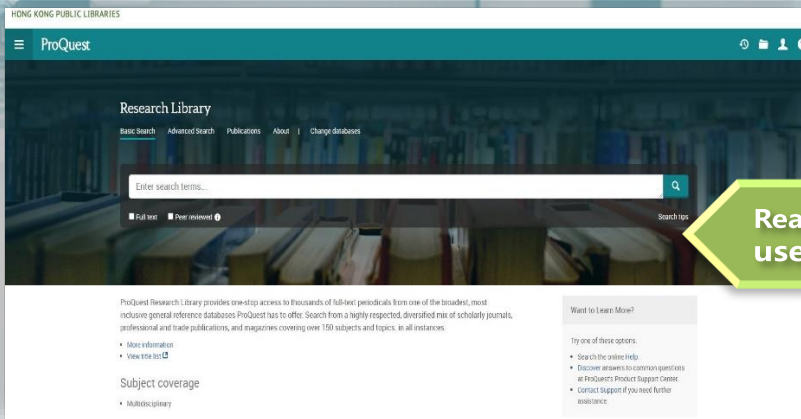 HONG KONG PUBLIC LIBRARIES
ProQuest
Research Library
Basic Search Advanced Search Publications About | Change databases
Enter search terms...
Full text Peer reviewed
Search tips
ProQuest Research Library provides one-stop access to thousands of full-text periodicals from one of the broadest, most
inclusive general reference databases ProQuest has to offer. Search from a highly respected, diversified mix of scholarly journals,
professional and trade publications, and magazines covering over 150 subjects and topics. in all instances.
• More information
• View title list
Subject coverage
• Multidisciplinary
Want to Learn More?
Try one of these options.
• Search the online Help.
• Discover answers to common questions
at ProQuest's Product Support Center.
• Contact Support if you need further
assistance.